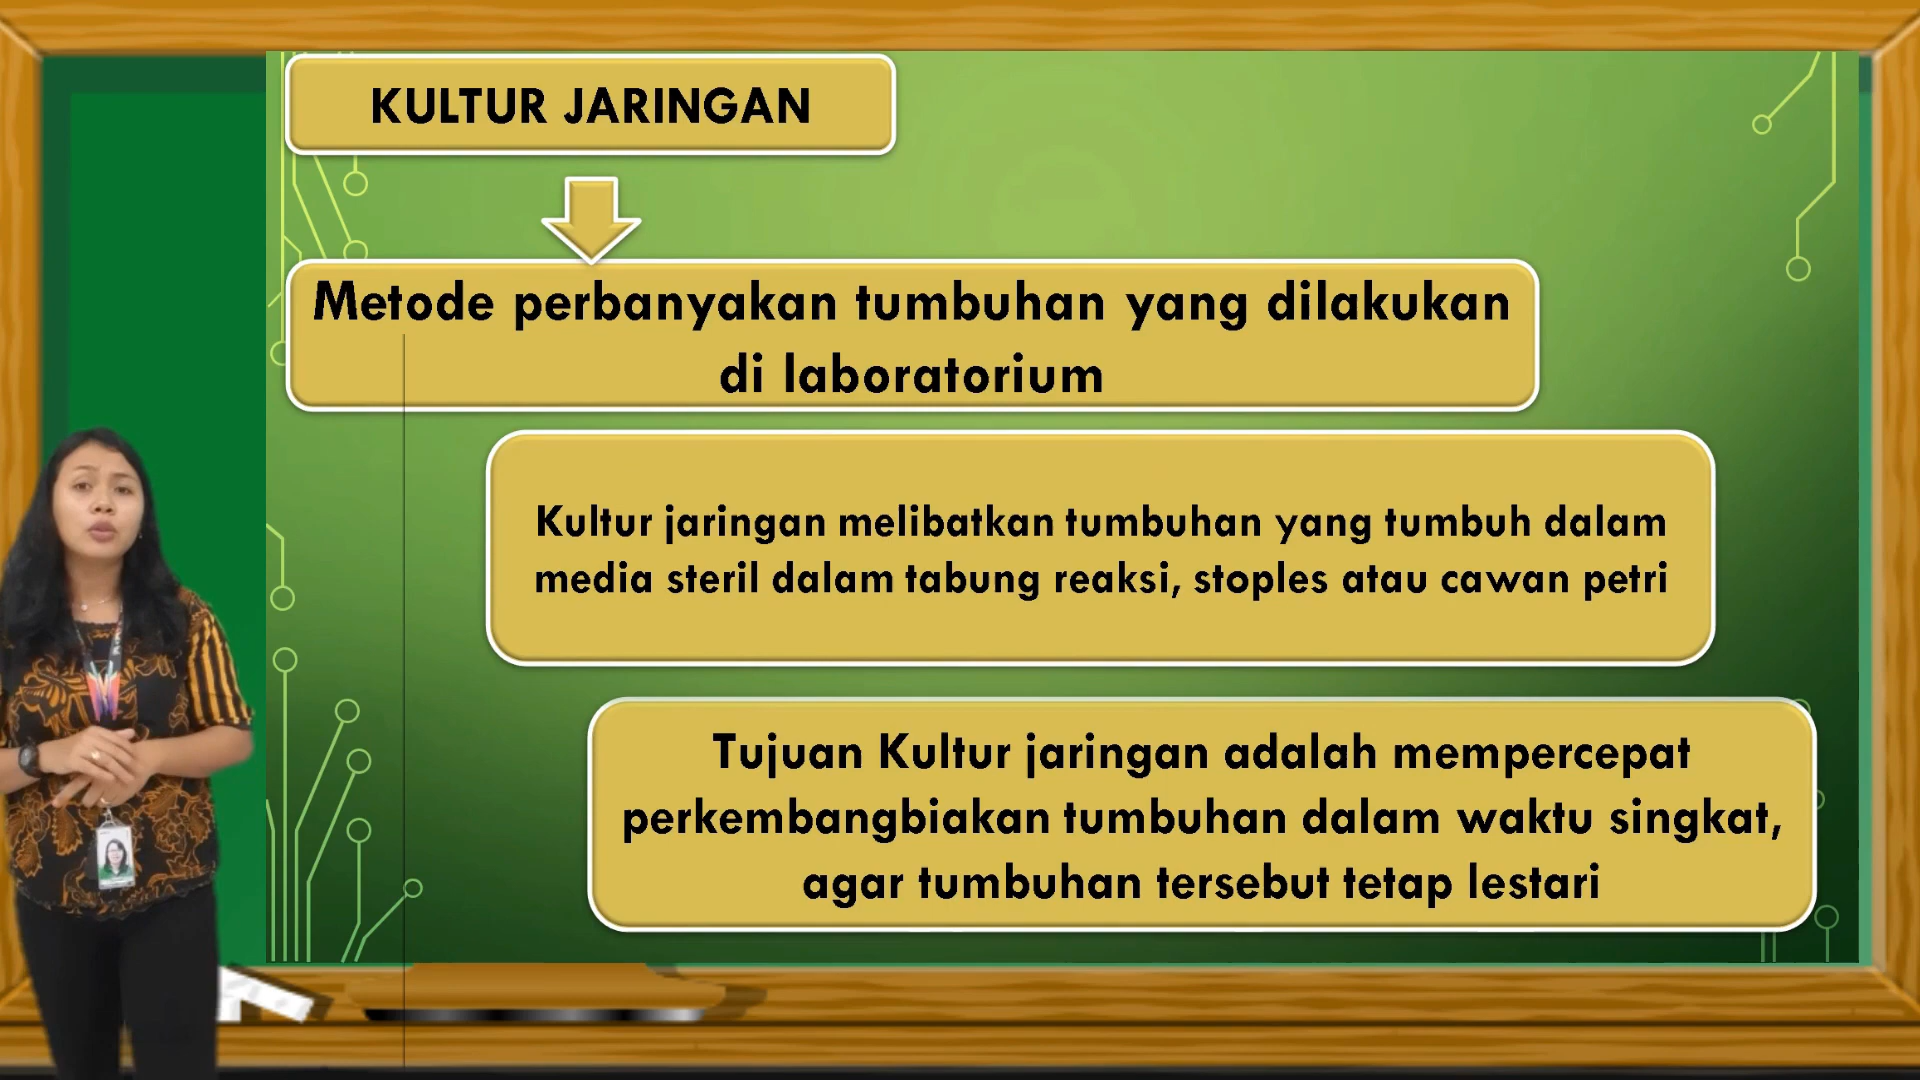 KULTUR JARINGAN
Metode perbanyakan tumbuhan yang dilakukan
di laboratorium
Kultur jaringan melibatkan tumbuhan yang tumbuh dalam
media steril dalam tabung reaksi, stoples atau cawan petri
Tujuan Kultur jaringan adalah mempercepat
perkembangbiakan tumbuhan dalam waktu singkat,
agar tumbuhan tersebut tetap lestari